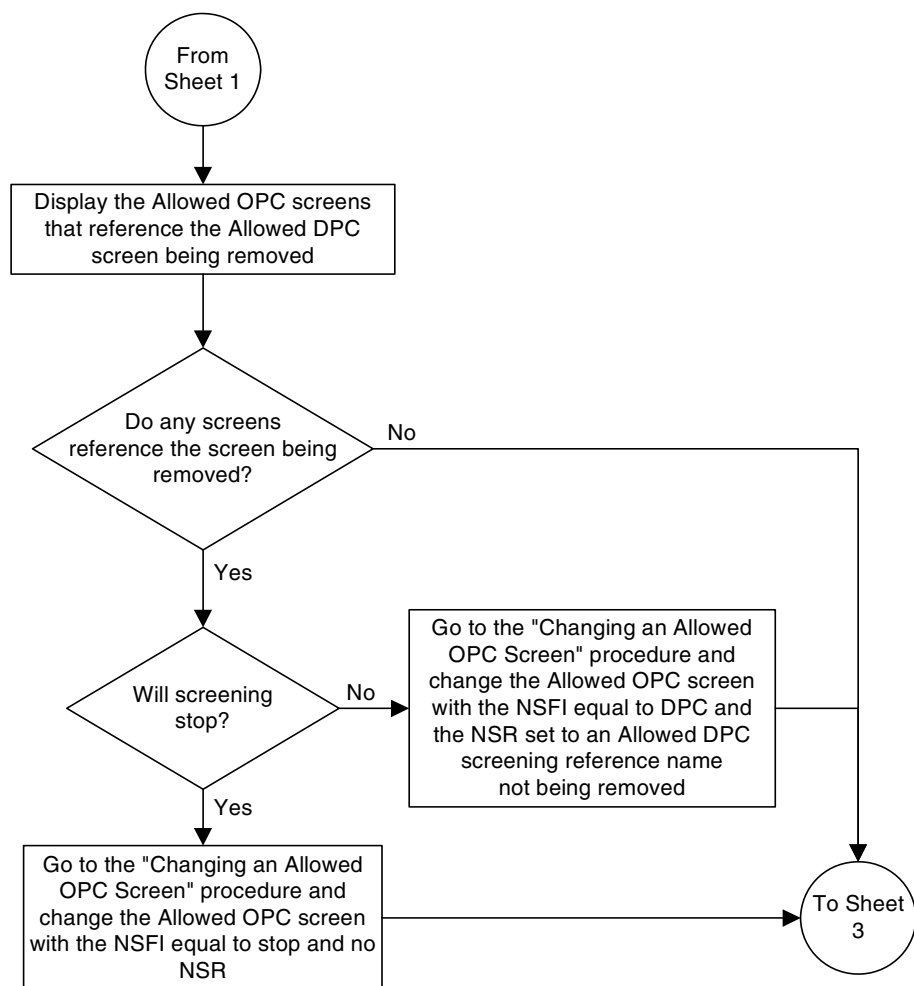 From
Sheet 1
Display the Allowed OPC screens
that reference the Allowed DPC
screen being removed
Do any screens
reference the screen being
removed?
No
Yes
Will screening
stop?
No
Go to the "Changing an Allowed
OPC Screen" procedure and
change the Allowed OPC screen
with the NSFI equal to DPC and
the NSR set to an Allowed DPC
screening reference name
not being removed
Yes
Go to the "Changing an Allowed
OPC Screen" procedure and
change the Allowed OPC screen
with the NSFI equal to stop and no
NSR
To Sheet
3